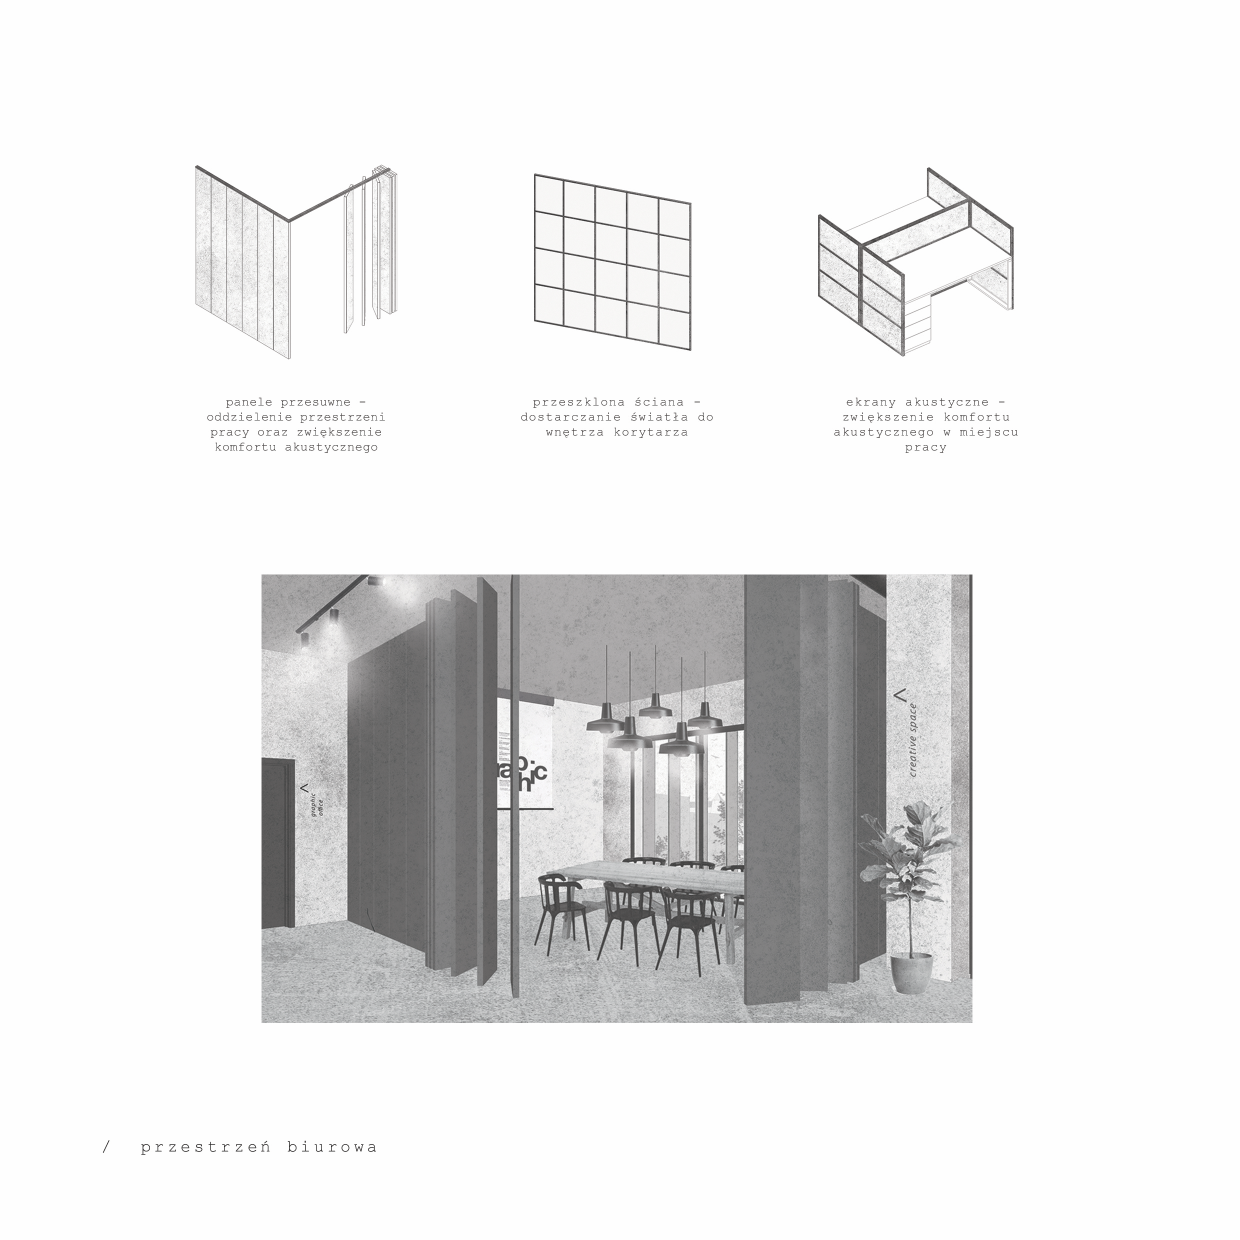 panele przesuwne -
oddzielenie przestrzeni
pracy oraz zwiększenie
komfortu akustycznego
przeszklona ściana -
dostarczanie światła do
wnętrza korytarza
ekrany akustyczne -
zwiększenie komfortu
akustycznego w miejscu
pracy
creative space
graphic
office
hic
/ przestrzeń biurowa